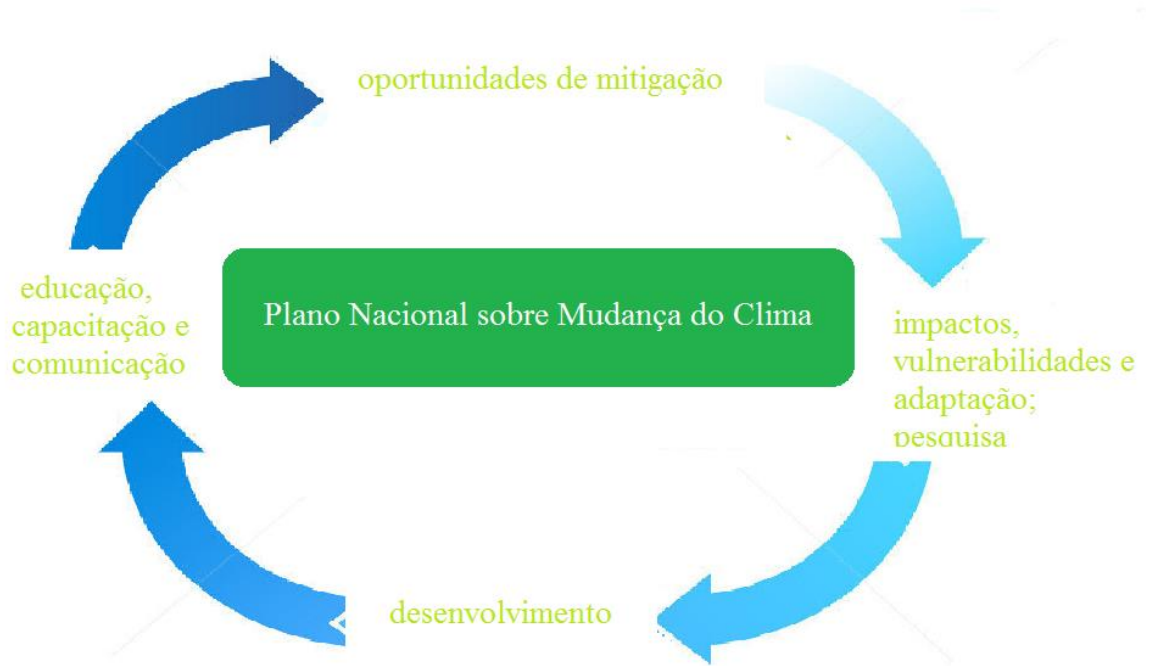 oportunidades de mitigação
educação,
capacitação e
comunicação
Plano Nacional sobre Mudança do Clima
impactos,
vulnerabilidades e
adaptação;
pesquisa
desenvolvimento